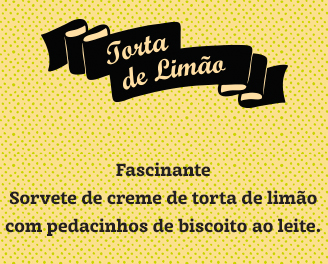 Torta
de Limão
Fascinante
Sorvete de creme de torta de limão
com pedacinhos de biscoito ao leite.